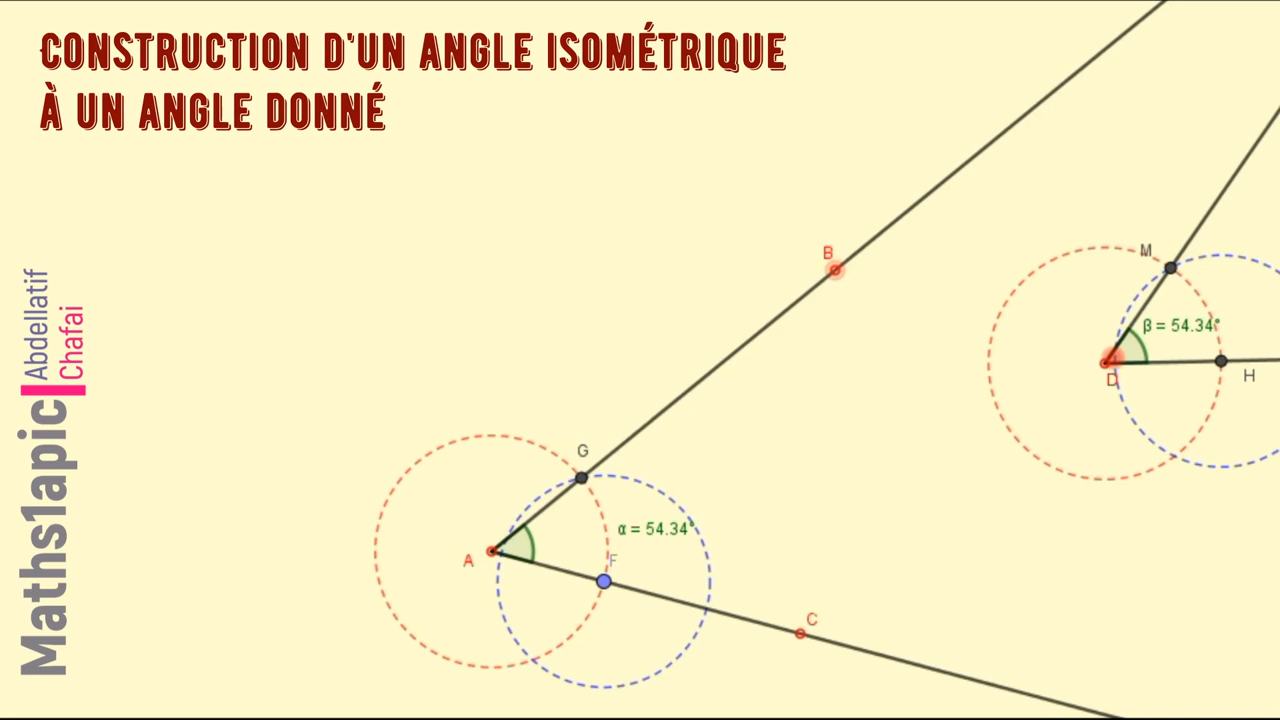 CONSTRUCTION D'UN ANGLE ISOMÉTRIQUE
À UN ANGLE DONNÉ
Maths1apic
Abdellatif
Chafai
B
M
β = 54.34°
D
H
G
α = 54.34°
A
F
C